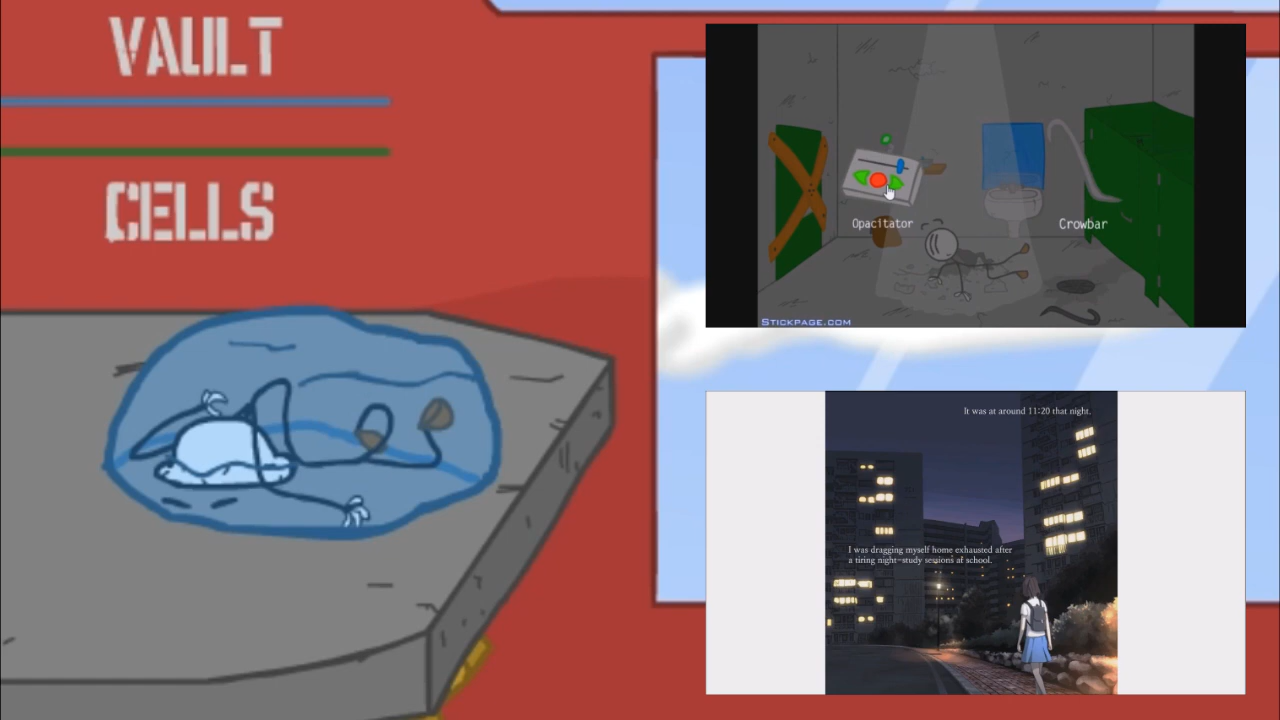 VAULT
CELLS
Opacitator
Crowbar
STICKPAGE.COM
It was at around 11:20 that night.
I was dragging myself home exhausted after
a tiring night-study sessions at school.